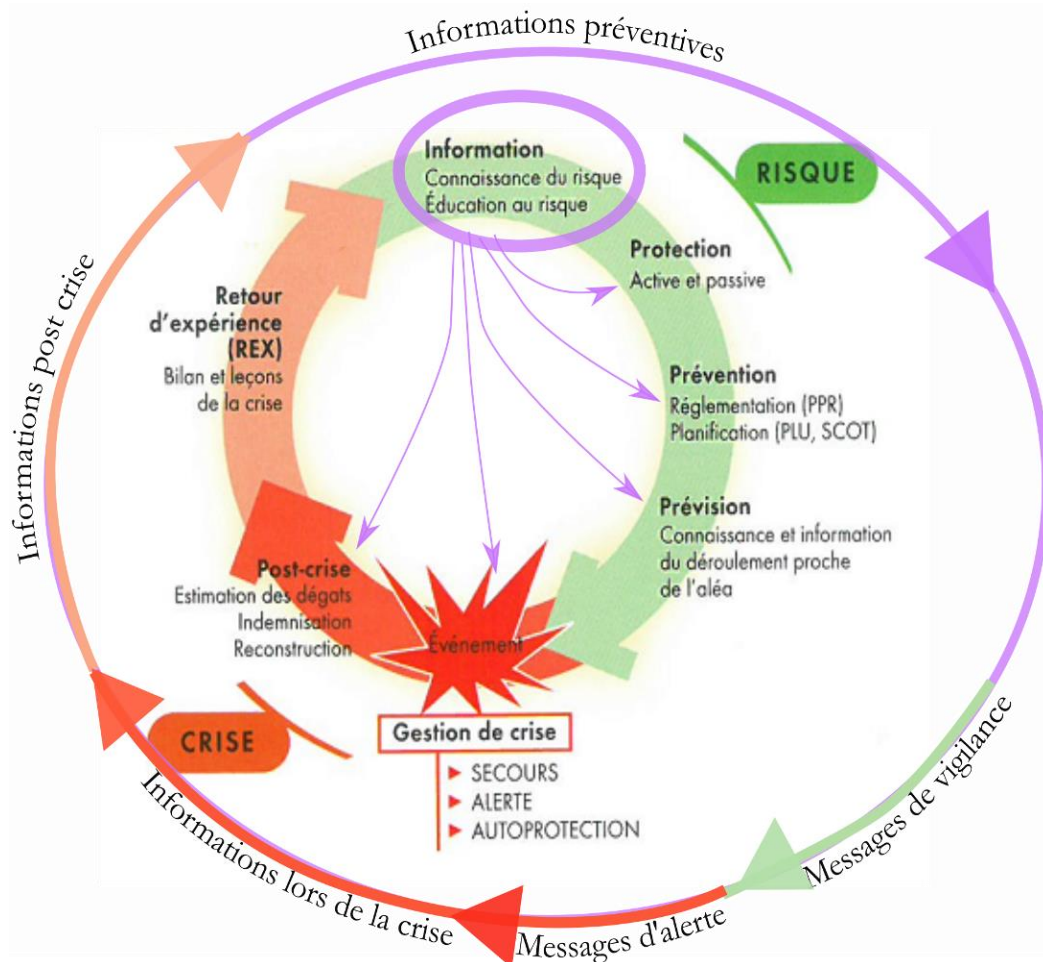 Informations préventives
Information
Connaissance du risque
Éducation au risque
RISQUE
Protection
Active et passive
Prévention
Réglementation (PPR)
Planification (PLU, SCOT)
Prévision
Connaissance et information
du déroulement proche
de l'aléa
Messages de vigilance
Messages d'alerte
Événement
Gestion de crise
SECOURS
ALERTE
AUTOPROTECTION
Informations lors de la crise
CRISE
Post-crise
Estimation des dégats
Indemnisation
Reconstruction
Retour
d'expérience
(REX)
Bilan et leçons
de la crise
Informations post crise